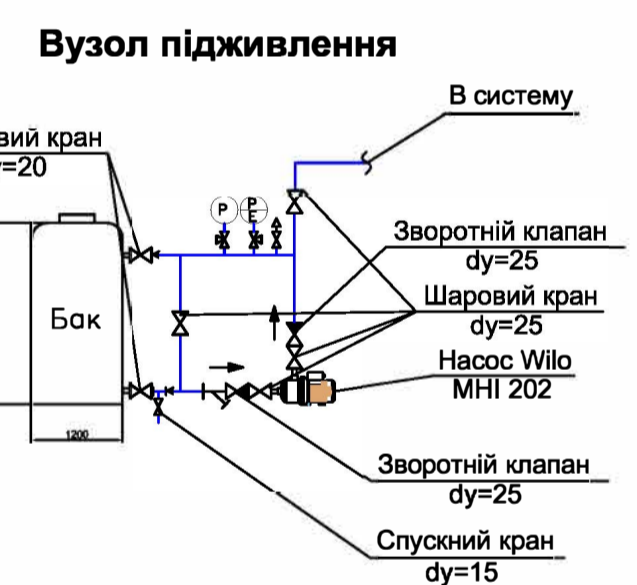 Вузол підживлення
В систему
вий кран
=20
P
P
E
Зворотній клапан
dy=25
Бак
Шаровий кран
dy=25
Насос Wilo
MHI 202
1200
Зворотній клапан
dy=25
Спускний кран
dy=15